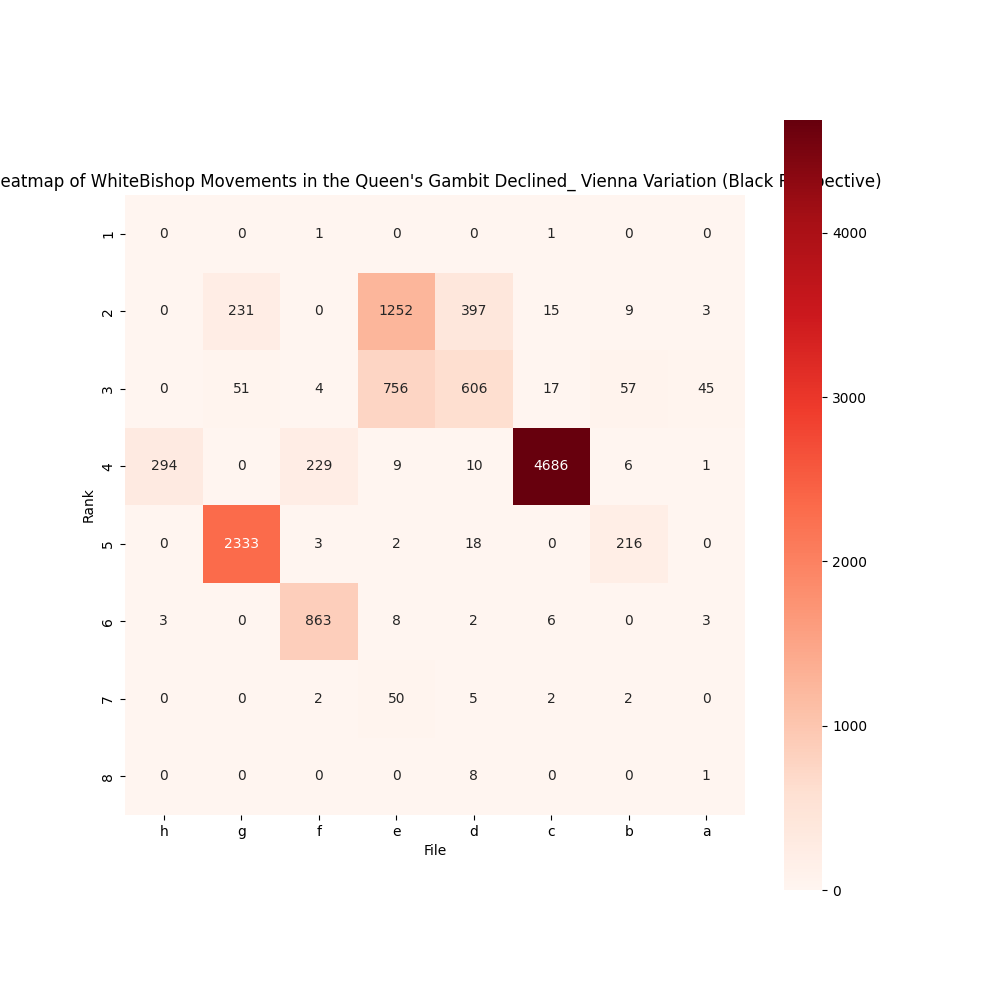 eatmap of WhiteBishop Movements in the Queen's Gambit Declined_ Vienna Variation (Black pective)
4000
3000
2000
1000
0
Rank
1 0 0 1 0 0 1 0 0
2 0 231 0 1252 397 15 9 3
3 0 51 4 756 606 17 57 45
4 294 0 229 9 10 4686 6 1
5 0 2333 3 2 18 0 216 0
6 3 0 863 8 2 6 0 3
7 0 0 2 50 5 2 2 0
8 0 0 0 0 8 0 0 1
h g f e d c b a
File